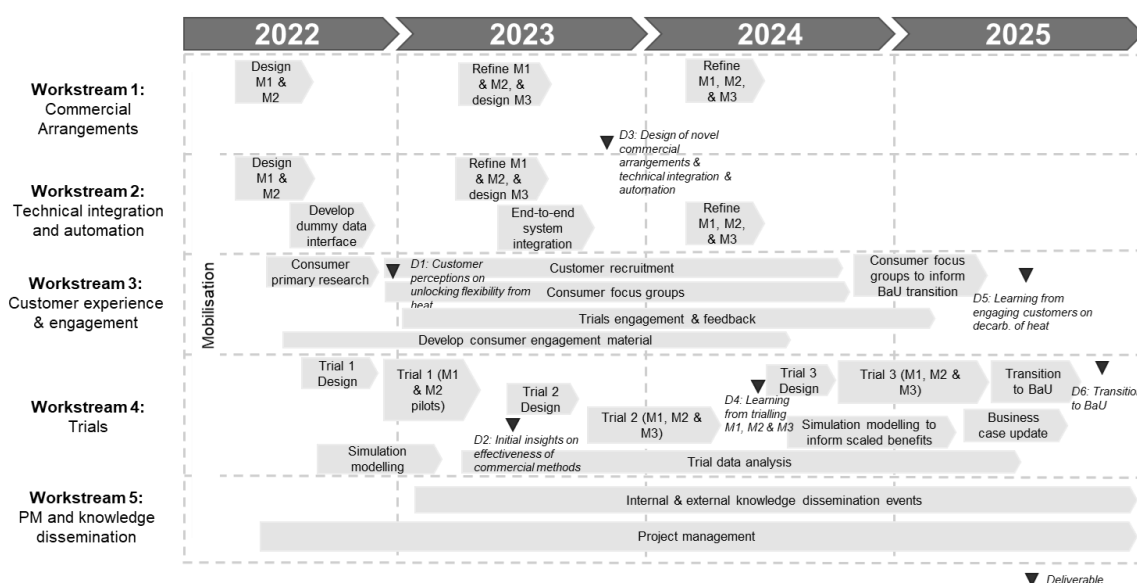 2022
2023
2024
2025
Workstream 1:
Commercial
Arrangements
Design
M1 &
M2
Refine M1
& M2, &
design M3
Refine
M1, M2,
& M3
D3: Design of novel
commercial
arrangements &
technical integration &
automation
Workstream 2:
Technical integration
and automation
Design
M1 &
M2
Develop
dummy data
interface
Refine M1
& M2, &
design M3
End-to-end
system
integration
Refine
M1, M2,
& M3
Mobilisation
Workstream 3:
Customer experience
& engagement
Consumer
primary research
D1: Customer
perceptions on
unlocking flexibility from
heat
Customer recruitment
Consumer focus groups
Trials engagement & feedback
Develop consumer engagement material
Consumer focus
groups to inform
BaU transition
D5: Learning from
engaging customers on
decarb. of heat
Workstream 4:
Trials
Trial 1
Design
Trial 1 (M1
& M2
pilots)
Trial 2
Design
D2: Initial insights on
effectiveness of
commercial methods
Trial 2 (M1, M2 &
M3)
D4: Learning
from trialling
M1, M2 & M3
Trial 3
Design
Trial 3 (M1, M2 &
M3)
Transition
to BaU
D6: Transition
to BaU
Simulation
modelling
Simulation modelling to
inform scaled benefits
Business
case update
Trial data analysis
Workstream 5:
PM and knowledge
dissemination
Internal & external knowledge dissemination events
Project management
Deliverable